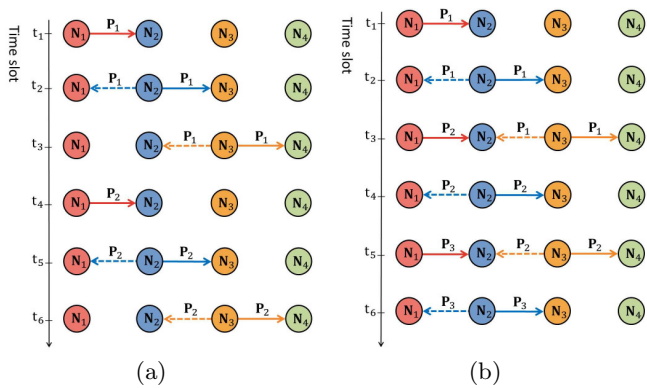 Time slot
t1 N1 P1 N2 N3 N4
t2 N1 P1 N2 P1 N3 N4
t3 N1 N2 P1 N3 P1 N4
t4 N1 P2 N2 N3 N4
t5 N1 P2 N2 P2 N3 N4
t6 N1 N2 P2 N3 P2 N4
(a)
Time slot
t1 N1 P1 N2 N3 N4
t2 N1 P1 N2 P1 N3 N4
t3 N1 P2 N2 P1 N3 P1 N4
t4 N1 P2 N2 P2 N3 N4
t5 N1 P3 N2 P2 N3 P2 N4
t6 N1 P3 N2 P3 N3 N4
(b)